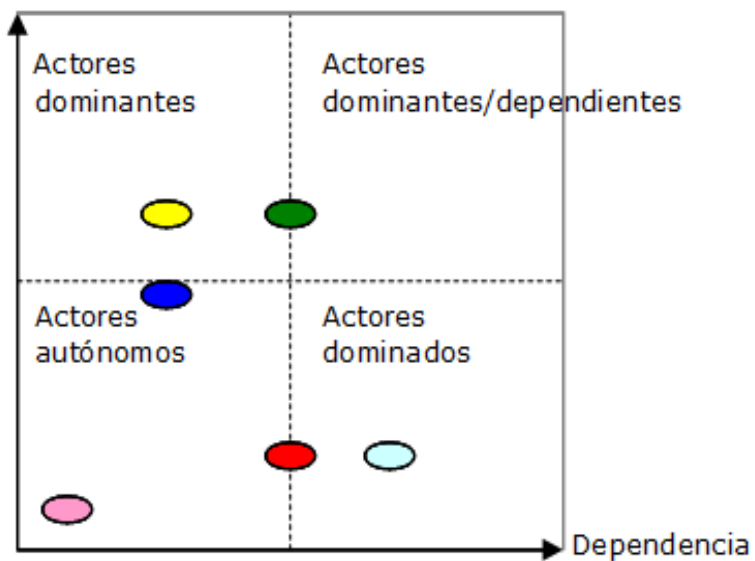 Actores
dominantes
Actores
dominantes/dependientes
Actores
autónomos
Actores
dominados
Dependencia